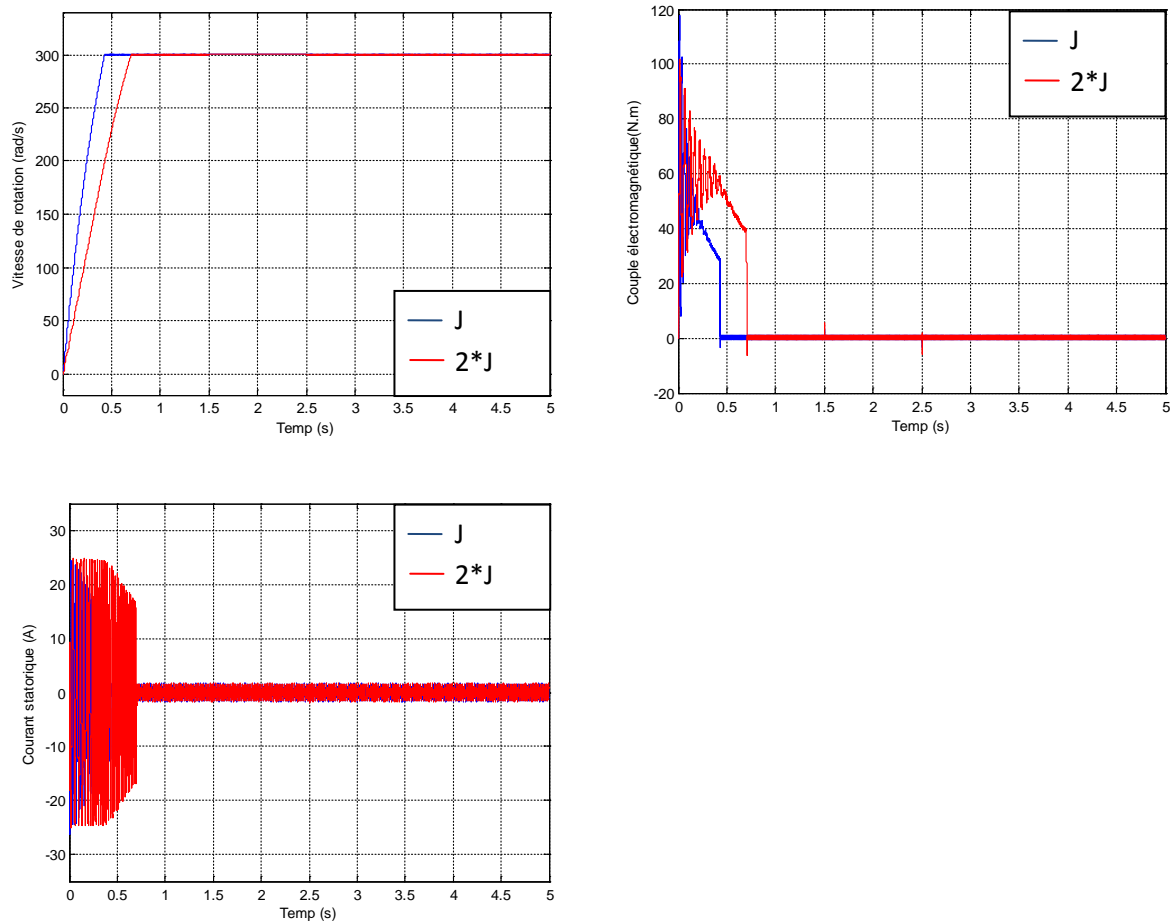 300
250
200
150
100
50
0
Vitesse de rotation (rad/s)
0 0.5 1 1.5 2 2.5 3 3.5 4 4.5 5
Temp (s)
J
2*J
120
100
80
60
40
20
0
-20
Couple électromagnétique(N.m)
0 0.5 1 1.5 2 2.5 3 3.5 4 4.5 5
Temp (s)
J
2*J
30
20
10
0
-10
-20
-30
Courant statorique (A)
0 0.5 1 1.5 2 2.5 3 3.5 4 4.5 5
Temp (s)
J
2*J